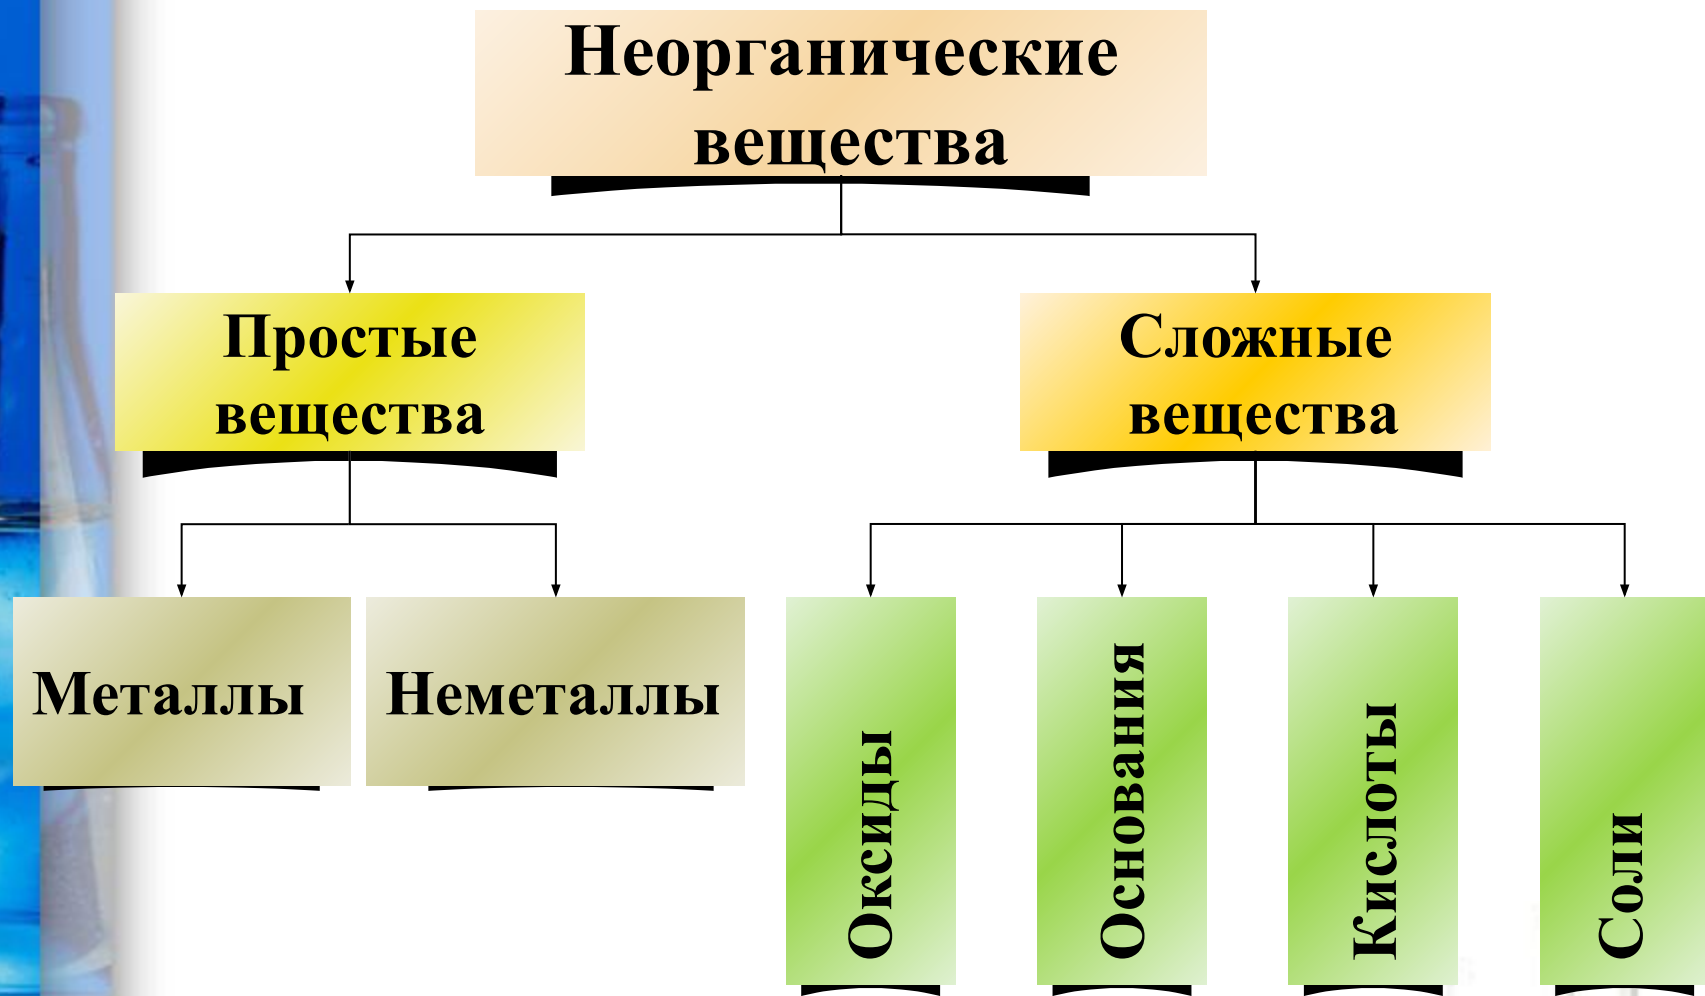 Неорганические
вещества
Простые
вещества
Сложные
вещества
Металлы
Неметаллы
Оксиды
Основания
Кислоты
Соли